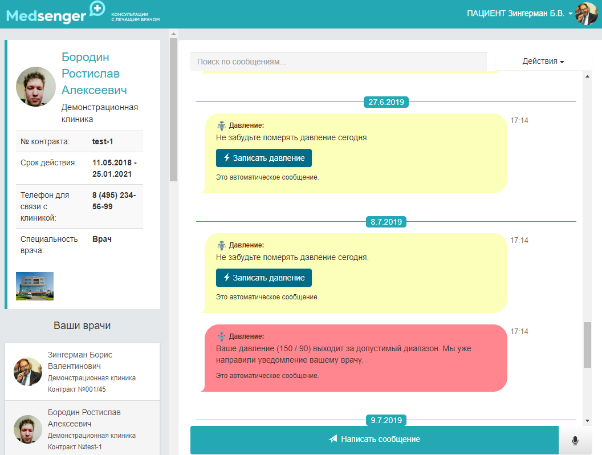 Medsenger
КОНСУЛЬТАЦИИ
С ЛЕЧАЩИМ ВРАЧОМ
ПАЦИЕНТ Зингерман Б.В.
Бородин
Ростислав
Алексеевич
Демонстрационная
клиника
№ контракта test-1
Срок действия: 11.05.2018 -
25.01.2021
Телефон для 8 (495) 234-
связи с 56-99
клиникой:
Специальность Врач
врача:
Ваши врачи
Зингерман Борис
Валентинович
Демонстрационная клиника
Контракт №001/45
Бородин Ростислав
Алексеевич
Демонстрационная клиника
Контракт №test-1
Поиск по сообщениям...
Действия
27.6.2019
Давление:
17:14
Не забудьте померять давление сегодня.
Записать давление
Это автоматическое сообщение.
8.7.2019
Давление:
17:14
Не забудьте померять давление сегодня.
Записать давление
Это автоматическое сообщение.
Давление:
17:14
Ваше давление (150 / 90) выходит за допустимый диапазон. Мы уже
направили уведомление вашему врачу.
Это автоматическое сообщение.
9.7.2019
Написать сообщение